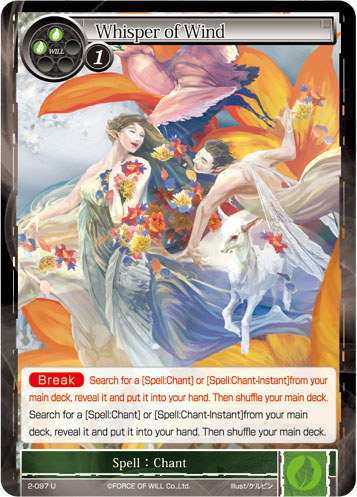 Whisper of Wind
WILL
1
Break Search for a [Spell:Chant] or [Spell:Chant-Instant]from your
main deck, reveal it and put it into your hand. Then shuffle your main deck.
Search for a [Spell:Chant] or [Spell:Chant-Instant]from your main
deck, reveal it and put it into your hand. Then shuffle your main deck.
Spell : Chant
2-097 U ©FORCE OF WILL Co.,Ltd. Illust/ケルビン